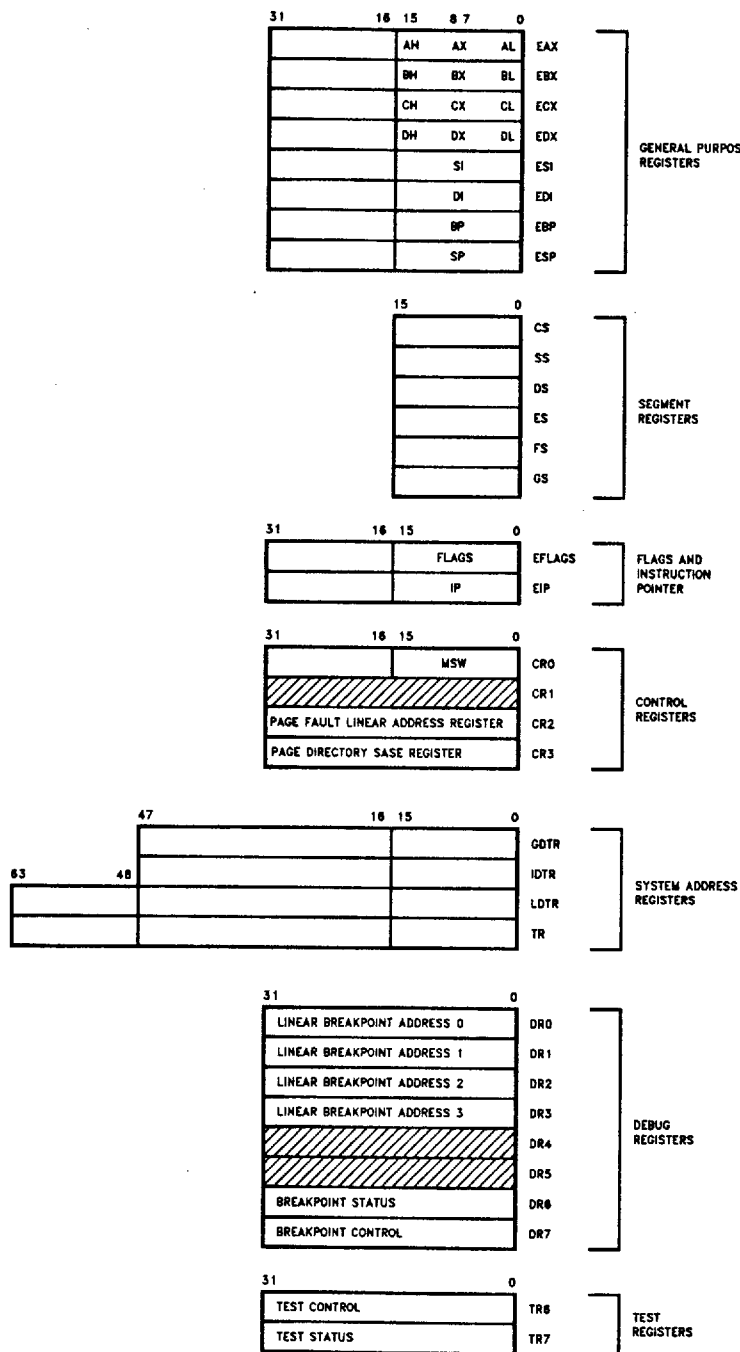 31 16 15 8 7 0
AH AX AL EAX
BH BX BL EBX
CH CX CL ECX
DH DX DL EDX
SI ESI
DI EDI
BP EBP
SP ESP
GENERAL PURPOS
REGISTERS
15 0
CS
SS
DS
ES
FS
GS
SEGMENT
REGISTERS
31 16 15 0
FLAGS EFLAGS
IP EIP
FLAGS AND
INSTRUCTION
POINTER
31 16 15 0
MSW CR0
CR1
PAGE FAULT LINEAR ADDRESS REGISTER CR2
PAGE DIRECTORY SASE REGISTER CR3
CONTROL
REGISTERS
47 16 15 0
GDTR
IDTR
63 48
LDTR
TR
SYSTEM ADDRESS
REGISTERS
31 0
LINEAR BREAKPOINT ADDRESS 0 DR0
LINEAR BREAKPOINT ADDRESS 1 DR1
LINEAR BREAKPOINT ADDRESS 2 DR2
LINEAR BREAKPOINT ADDRESS 3 DR3
DR4
DR5
BREAKPOINT STATUS DR6
BREAKPOINT CONTROL DR7
DEBUG
REGISTERS
31 0
TEST CONTROL TR6
TEST STATUS TR7
TEST
REGISTERS